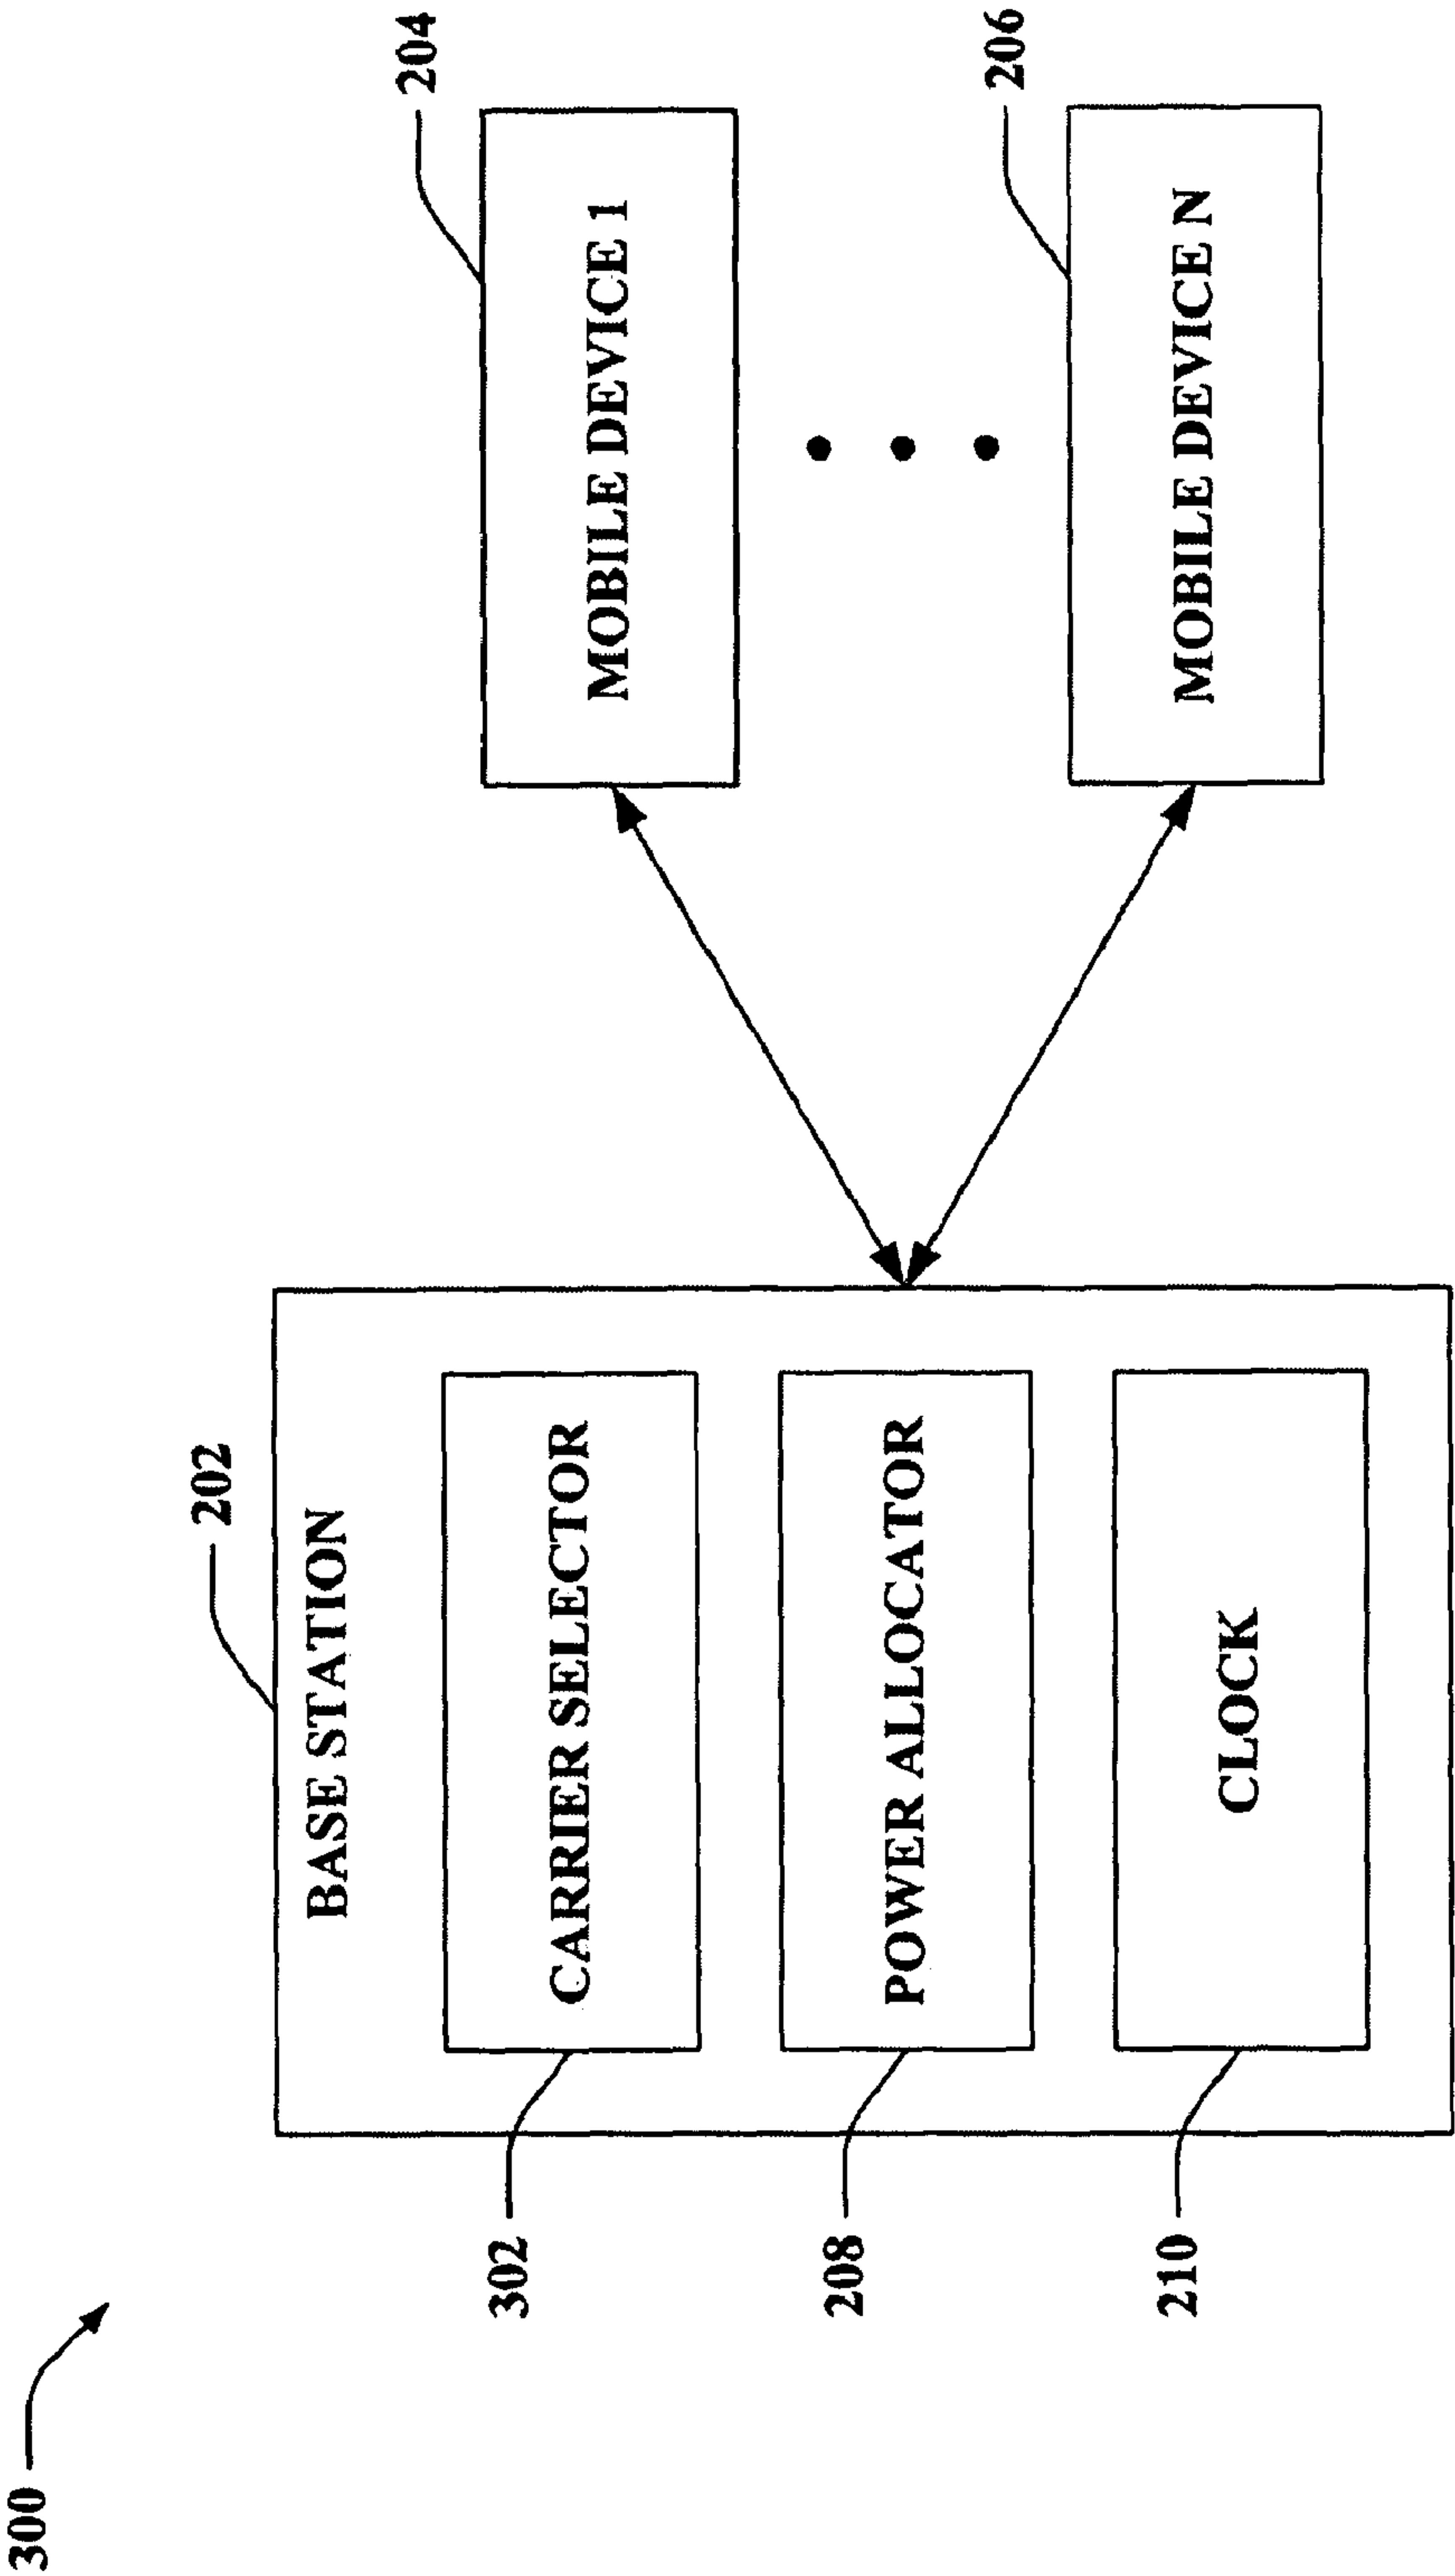 300
202
BASE STATION
302
CARRIER SELECTOR
208
POWER ALLOCATOR
210
CLOCK
204
MOBILE DEVICE 1
206
MOBILE DEVICE N